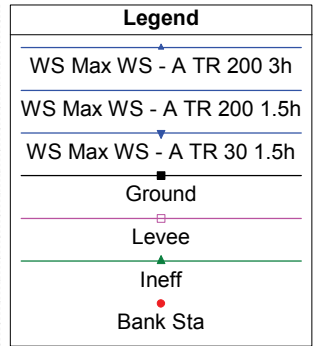 Legend
WS Max WS - A TR 200 3h
WS Max WS - A TR 200 1.5h
WS Max WS - A TR 30 1.5h
Ground
Levee
Ineff
Bank Sta